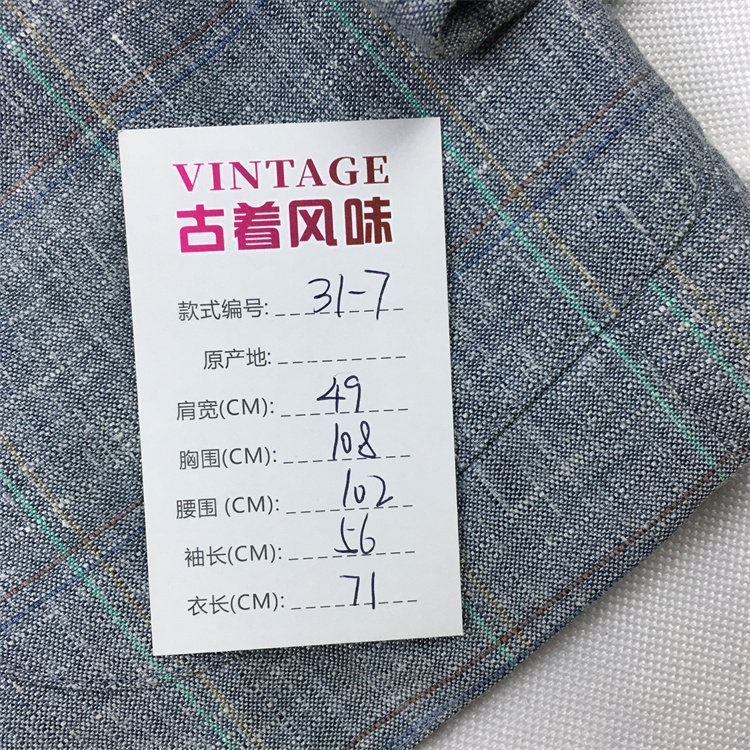 VINTAGE
古着风味
款式编号: 31-7
原产地:
肩宽(CM): 49
胸围(CM): 108
腰围(CM): 102
袖长(CM): 56
衣长(CM): 71